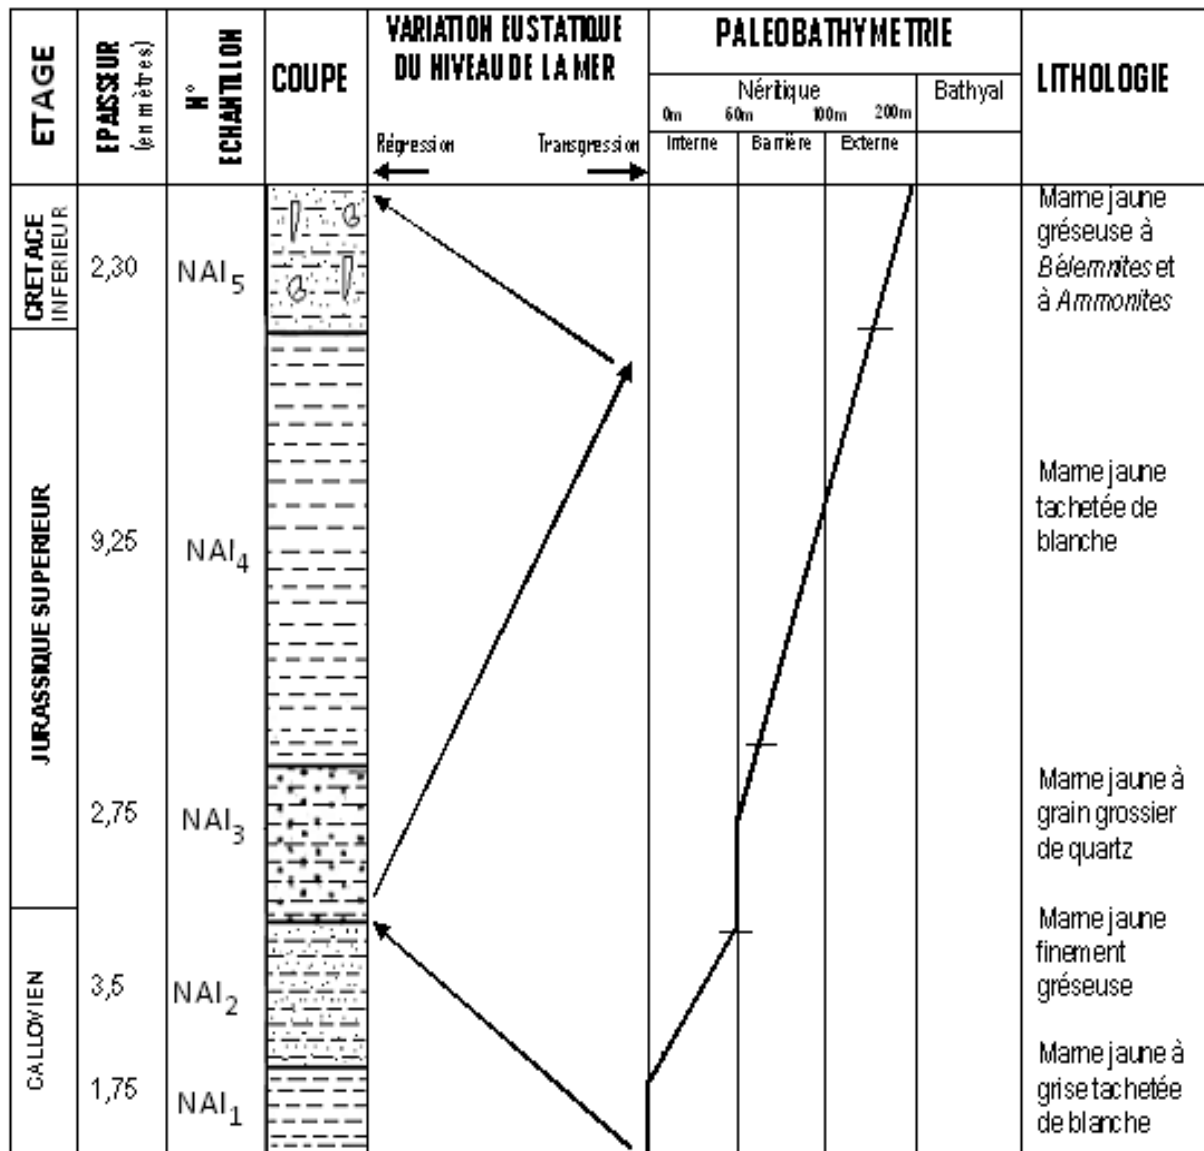 ETAGE
EPAISSEUR
(en mètres)
N°
ECHANTILLON
COUPE
VARIATION EUSTATIQUE
DU NIVEAU DE LA MER
Régression
Transgression
PALEOBATHYMETRIE
Néritique
Bathyal
0m
60m
100m
200m
Interne
Barrière
Externe
LITHOLOGIE
CRETACE
INFERIEUR
2,30
NAI5
Marne jaune
gréseuse à
Bèlemnites et
à Ammonites
JURASSIQUE SUPERIEUR
9,25
NAI4
Marne jaune
tachetée de
blanche
2,75
NAI3
Marne jaune à
grain grossier
de quartz
CALLOVIEN
3,5
NAI2
Marne jaune
finement
gréseuse
1,75
NAI1
Marne jaune à
grise tachetée
de blanche